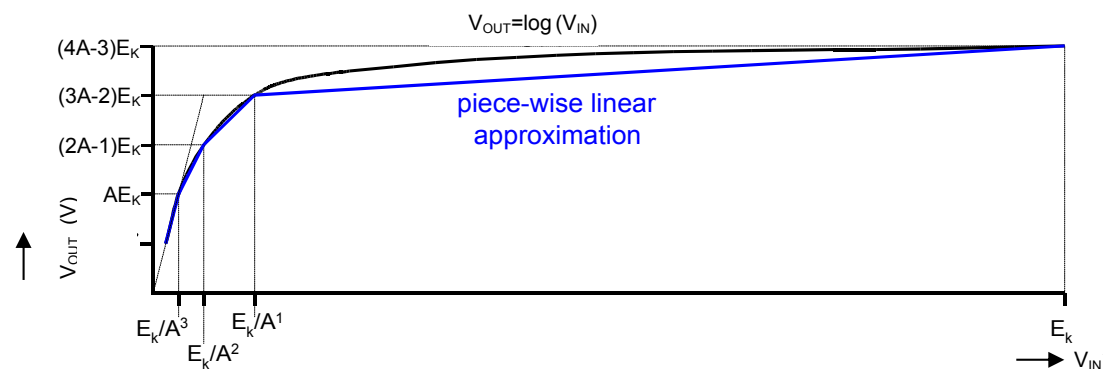 V_OUT=log (V_IN)
(4A-3)E_K
(3A-2)E_K
(2A-1)E_K
AE_K
V_OUT (V)
piece-wise linear
approximation
E_k/A^3
E_k/A^2
E_k/A^1
E_k
V_IN